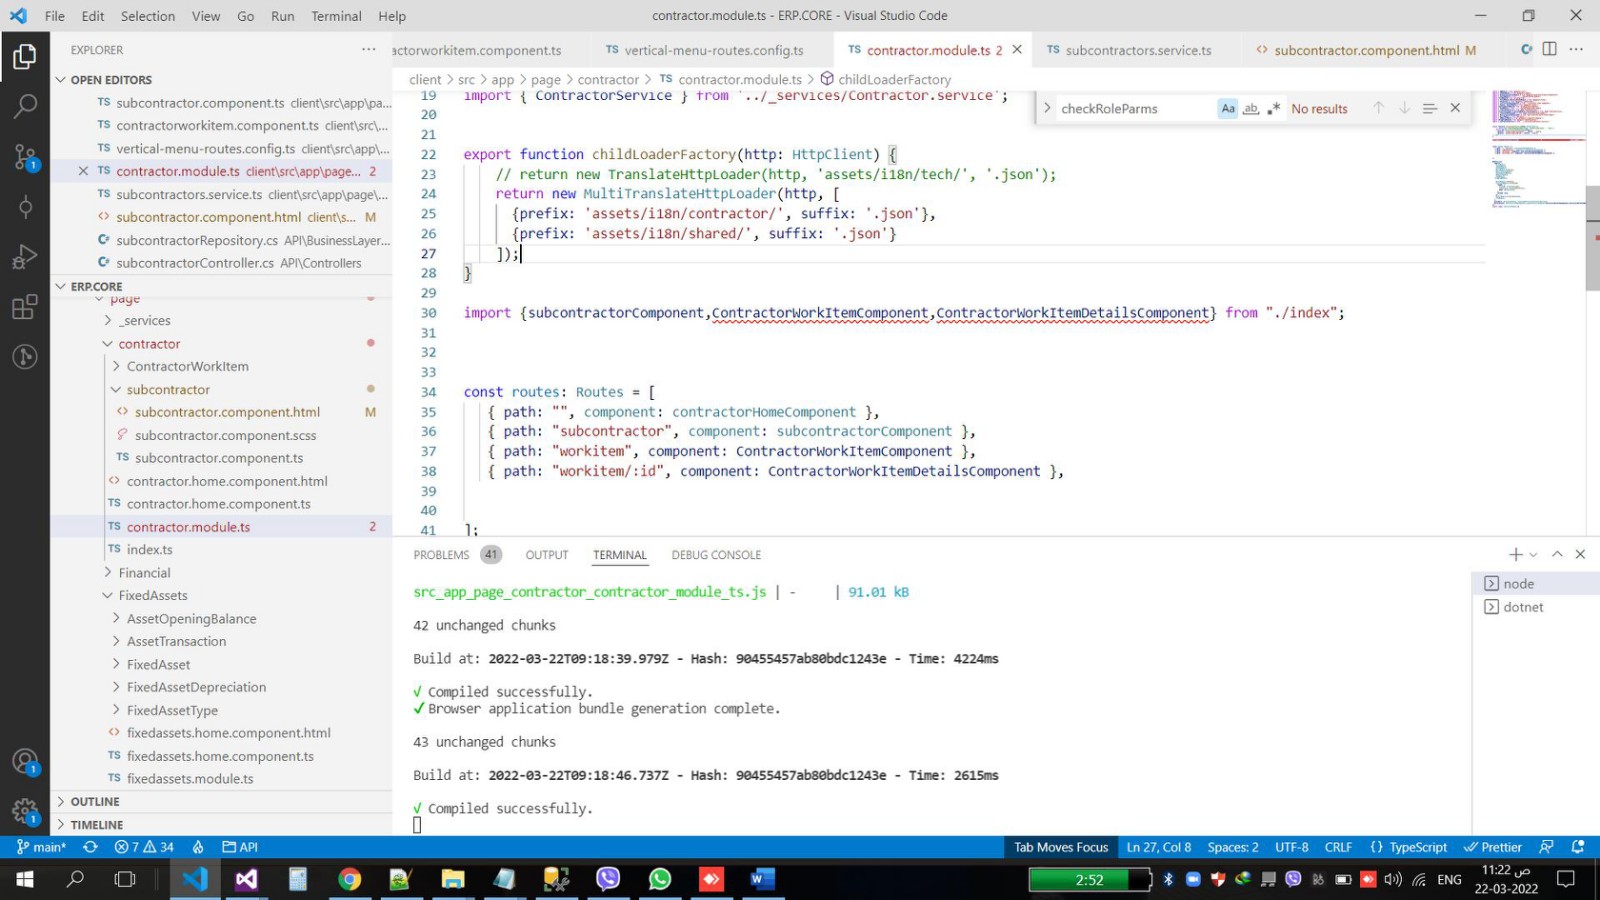 File Edit Selection View Go Run Terminal Help
contractor.module.ts - ERP.CORE - Visual Studio Code
EXPLORER
OPEN EDITORS
TS subcontractor.component.ts client\src\app\pa...
TS contractorworkitem.component.ts client\src\...
TS vertical-menu-routes.config.ts client\src\app\...
TS contractor.module.ts client\src\app\page... 2
TS subcontractors.service.ts client\src\app\page\...
<> subcontractor.component.html client\s... M
C# subcontractorRepository.cs API\BusinessLayer...
C# subcontractorController.cs API\Controllers
ERP.CORE
page
_services
contractor
ContractorWorkItem
subcontractor
<> subcontractor.component.html M
subcontractor.component.scss
TS subcontractor.component.ts
<> contractor.home.component.html
TS contractor.home.component.ts
TS contractor.module.ts 2
TS index.ts
Financial
FixedAssets
AssetOpeningBalance
AssetTransaction
FixedAsset
FixedAssetDepreciation
FixedAssetType
<> fixedassets.home.component.html
TS fixedassets.home.component.ts
TS fixedassets.module.ts
OUTLINE
TIMELINE
actorworkitem.component.ts TS vertical-menu-routes.config.ts TS contractor.module.ts 2 TS subcontractors.service.ts <> subcontractor.component.html M
client > src > app > page > contractor > TS contractor.module.ts > childLoaderFactory
checkRoleParms Aa ab No results
19 import { ContractorService } from '../_services/Contractor.service';
20
21
22 export function childLoaderFactory(http: HttpClient) {
23 // return new TranslateHttpLoader(http, 'assets/i18n/tech/', '.json');
24 return new MultiTranslateHttpLoader(http, [
25 {prefix: 'assets/i18n/contractor/', suffix: '.json'},
26 {prefix: 'assets/i18n/shared/', suffix: '.json'}
27 ]);
28 }
29
30 import {subcontractorComponent,ContractorWorkItemComponent,ContractorWorkItemDetailsComponent} from "./index";
31
32
33
34 const routes: Routes = [
35 { path: "", component: contractorHomeComponent },
36 { path: "subcontractor", component: subcontractorComponent },
37 { path: "workitem", component: ContractorWorkItemComponent },
38 { path: "workitem/:id", component: ContractorWorkItemDetailsComponent },
39
40
41 ];
PROBLEMS 41 OUTPUT TERMINAL DEBUG CONSOLE
src_app_page_contractor_contractor_module_ts.js | - | 91.01 kB
42 unchanged chunks
Build at: 2022-03-22T09:18:39.979Z - Hash: 90455457ab80bdc1243e - Time: 4224ms
√ Compiled successfully.
✔ Browser application bundle generation complete.
43 unchanged chunks
Build at: 2022-03-22T09:18:46.737Z - Hash: 90455457ab80bdc1243e - Time: 2615ms
√ Compiled successfully.
node
dotnet
main* 7 34 API
Tab Moves Focus Ln 27, Col 8 Spaces: 2 UTF-8 CRLF {} TypeScript Prettier
2:52
ENG
11:22 ص
22-03-2022